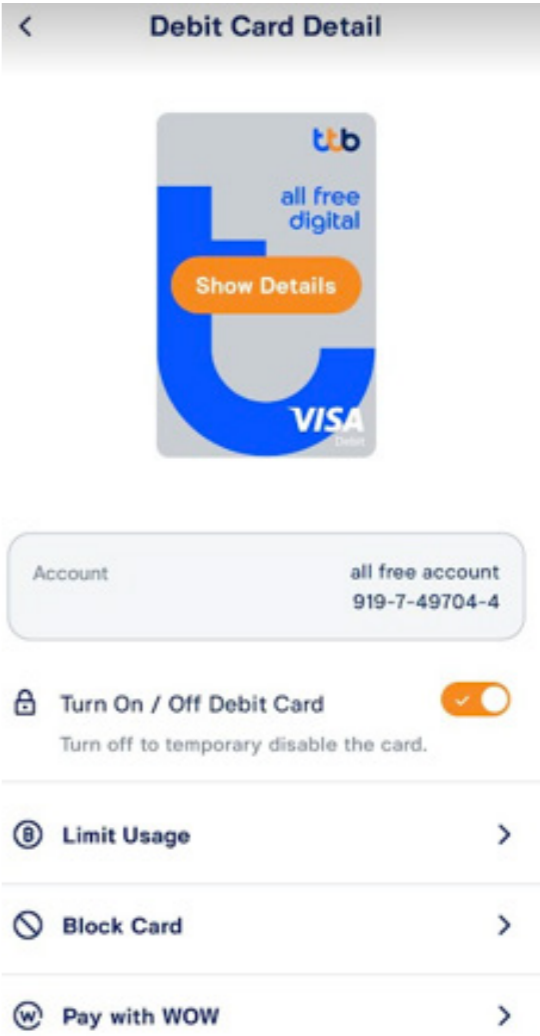 Debit Card Detail
ttb
all free
digital
Show Details
VISA
Debit
Account
all free account
919-7-49704-4
Turn On / Off Debit Card
Turn off to temporary disable the card.
Limit Usage
Block Card
Pay with WOW